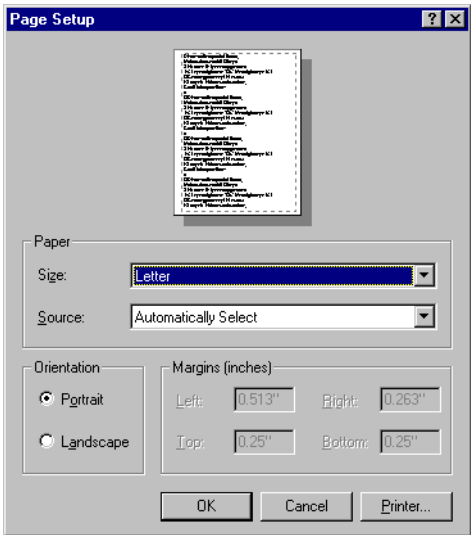 Page Setup
Paper
Size: Letter
Source: Automatically Select
Orientation
Portrait
Landscape
Margins (inches)
Left: 0.513" Right: 0.263"
Top: 0.25" Bottom: 0.25"
OK Cancel Printer...